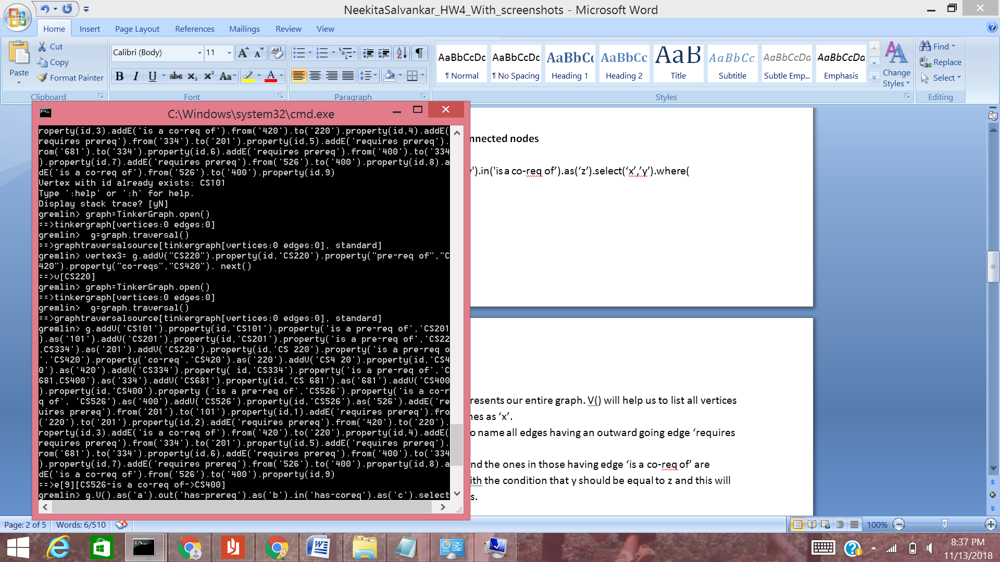 NeekitaSalvankar_HW4_With_screenshots - Microsoft Word
Home Insert Page Layout References Mailings Review View
Paste
Cut
Copy
Format Painter
Clipboard
Calibri (Body) 11
Font
Paragraph
AaBbCcDc AaBbCcDc AaBbCc AaBbCc AaB AaBbCc. AaBbCcDa AaBbCcDa
¶ Normal ¶ No Spacing Heading 1 Heading 2 Title Subtitle Subtle Emp... Emphasis
Change Styles
Styles
Find
Replace
Select
Editing
C:\Windows\system32\cmd.exe
roperty(id,3).addE('is a co-req of').from('420').to('220').property(id,4).addE(
requires prereq').from('334').to('201').property(id,5).addE('requires prereq').
rom('681').to('334').property(id,6).addE('requires prereq').from('400').to('334
).property(id,7).addE('requires prereq').from('526').to('400').property(id,8).a
dE('is a co-req of').from('526').to('400').property(id,9)
Vertex with id already exists: CS101
Type ':help' or ':h' for help.
Display stack trace? [yN]
gremlin> graph=TinkerGraph.open()
==>tinkergraph[vertices:0 edges:0]
gremlin>  g=graph.traversal()
==>graphtraversalsource[tinkergraph[vertices:0 edges:0], standard]
gremlin> vertex3= g.addV("CS220").property(id,'CS220').property("pre-req of","C
420").property("co-reqs","CS420"). next()
==>v[CS220]
gremlin> graph=TinkerGraph.open()
==>tinkergraph[vertices:0 edges:0]
gremlin>  g=graph.traversal()
==>graphtraversalsource[tinkergraph[vertices:0 edges:0], standard]
gremlin> g.addV('CS101').property(id,'CS101').property('is a pre-req of','CS201
).as('101').addV('CS201').property(id,'CS201').property('is a pre-req of','CS22
,CS334').as('201').addV('CS220').property(id,'CS 220').property('is a pre-req o
','CS420').property('co-req','CS420').as('220').addV('CS4 20').property(id,'CS4
0').as('420').addV('CS334').property( id,'CS334').property('is a pre-req of','C
681,CS400').as('334').addV('CS681').property(id,'CS 681').as('681').addV('CS400
).property(id,'CS400').property ('is a pre-req of','CS526').property('is a co-r
q of', 'CS526').as('400').addV('CS526').property(id,'CS526').as('526').addE('re
uires prereq').from('201').to('101').property(id,1).addE('requires prereq').fro
('220').to('201').property(id,2).addE('requires prereq').from('420').to('220').
roperty(id,3).addE('is a co-req of').from('420').to('220').property(id,4).addE(
requires prereq').from('334').to('201').property(id,5).addE('requires prereq').
rom('681').to('334').property(id,6).addE('requires prereq').from('400').to('334
).property(id,7).addE('requires prereq').from('526').to('400').property(id,8).a
dE('is a co-req of').from('526').to('400').property(id,9)
==>e[9][CS526-is a co-req of->CS400]
gremlin> g.V().as('a').out('has-prereq').as('b').in('has-coreq').as('c').select
nnected nodes
').in('is a co-req of’).as(‘z’).select(‘x’,’y’).where(
resents our entire graph. V() will help us to list all vertices
nes as ‘x’.
o name all edges having an outward going edge ‘requires
nd the ones in those having edge ‘is a co-req of’ are
ith the condition that y should be equal to z and this will
s.
Page: 2 of 5 Words: 6/510 100%
8:37 PM
11/13/2018